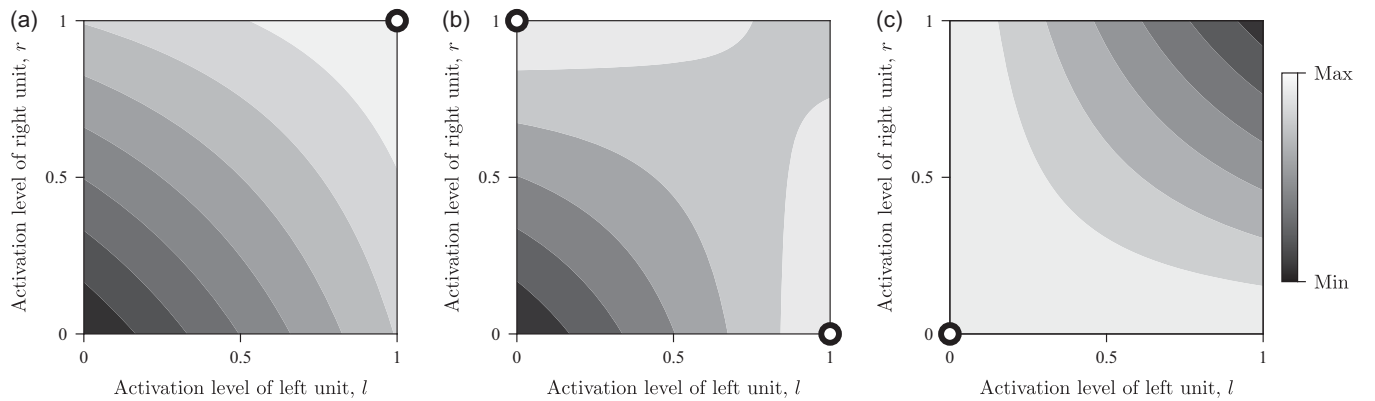 (a)
1
0.5
0
0
0.5
1
Activation level of right unit, r
Activation level of left unit, l
(b)
1
0.5
0
0
0.5
1
Activation level of right unit, r
Activation level of left unit, l
(c)
1
0.5
0
0
0.5
1
Activation level of right unit, r
Activation level of left unit, l
Max
Min